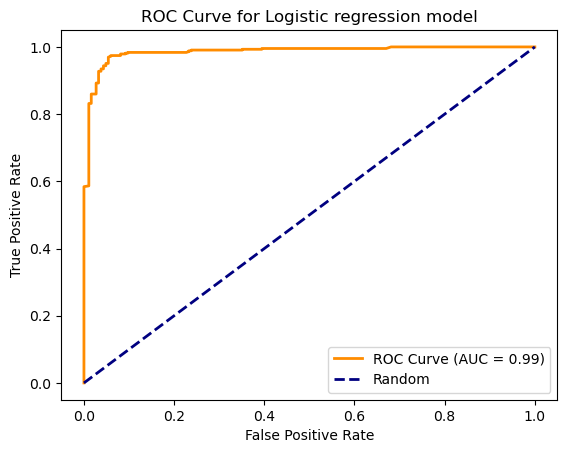 ROC Curve for Logistic regression model
True Positive Rate
1.0
0.8
0.6
0.4
0.2
0.0
ROC Curve (AUC = 0.99)
Random
0.0 0.2 0.4 0.6 0.8 1.0
False Positive Rate